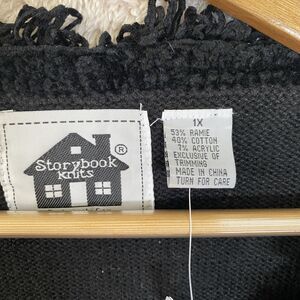 Storybook
knits
®
1X
53% RAMIE
40% COTTON
7% ACRYLIC
EXCLUSIVE OF
TRIMMING
MADE IN CHINA
TURN FOR CARE